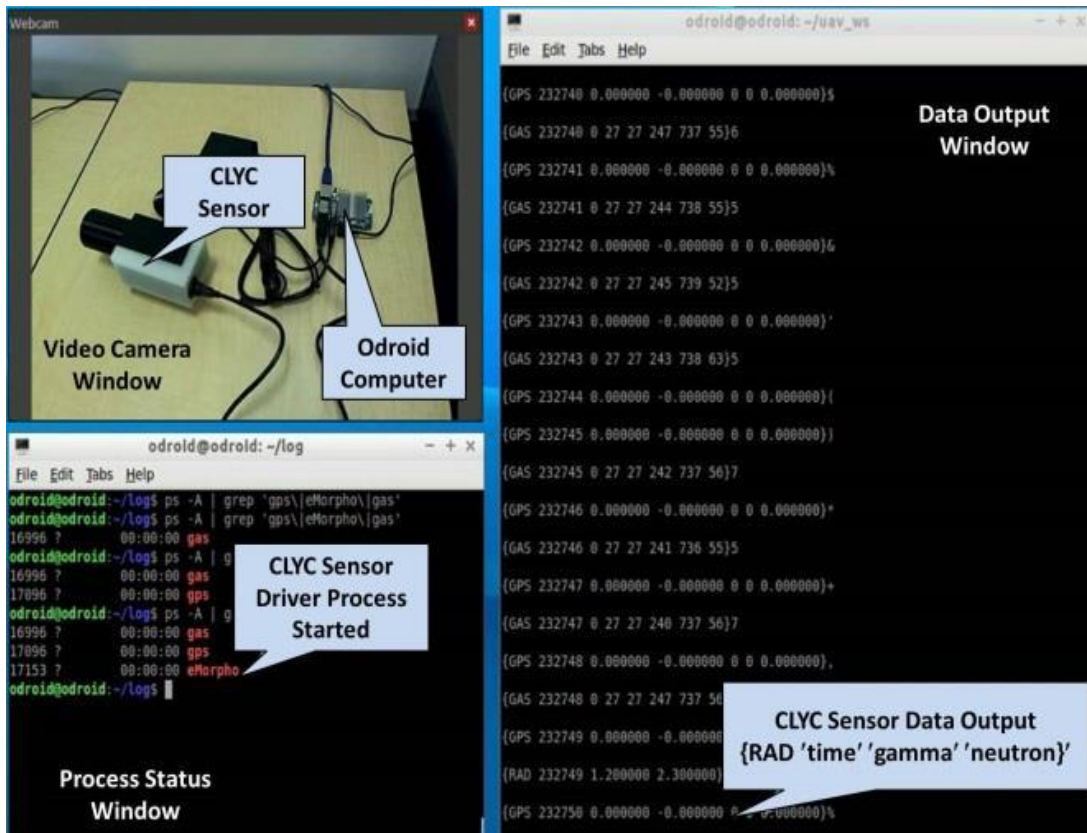 Webcam
x
CLYC
Sensor
Video Camera
Window
Odroid
Computer
odroid@odroid: ~/log
- + x
File Edit Tabs Help
odroid@odroid:~/log$ ps -A | grep 'gps\|eMorpho\|gas'
odroid@odroid:~/log$ ps -A | grep 'gps\|eMorpho\|gas'
16996 ? 00:00:00 gas
odroid@odroid:~/log$ ps -A | g
16996 ? 00:00:00 gas
17096 ? 00:00:00 gps
odroid@odroid:~/log$ ps -A | g
16996 ? 00:00:00 gas
17096 ? 00:00:00 gps
17153 ? 00:00:00 eMorpho
odroid@odroid:~/log$
CLYC Sensor
Driver Process
Started
Process Status
Window
odroid@odroid: ~/uav_ws
- + x
File Edit Tabs Help
{GPS 232740 0.000000 -0.000000 0 0 0.000000}$
{GAS 232740 0 27 27 247 737 55}6
{GPS 232741 0.000000 -0.000000 0 0 0.000000}%
{GAS 232741 0 27 27 244 738 55}5
{GPS 232742 0.000000 -0.000000 0 0 0.000000}&
{GAS 232742 0 27 27 245 739 52}5
{GPS 232743 0.000000 -0.000000 0 0 0.000000}'
{GAS 232743 0 27 27 243 738 63}5
{GPS 232744 0.000000 -0.000000 0 0 0.000000}(
{GPS 232745 0.000000 -0.000000 0 0 0.000000})
{GAS 232745 0 27 27 242 737 56}7
{GPS 232746 0.000000 -0.000000 0 0 0.000000}*
{GAS 232746 0 27 27 241 736 55}5
{GPS 232747 0.000000 -0.000000 0 0 0.000000}+
{GAS 232747 0 27 27 240 737 56}7
{GPS 232748 0.000000 -0.000000 0 0 0.000000},
{GAS 232748 0 27 27 247 737 56
{GPS 232749 0.000000 -0.000000
{RAD 232749 1.200000 2.300000}
{GPS 232750 0.000000 -0.000000 0 0.000000}%
Data Output
Window
CLYC Sensor Data Output
{RAD 'time' 'gamma' 'neutron}'